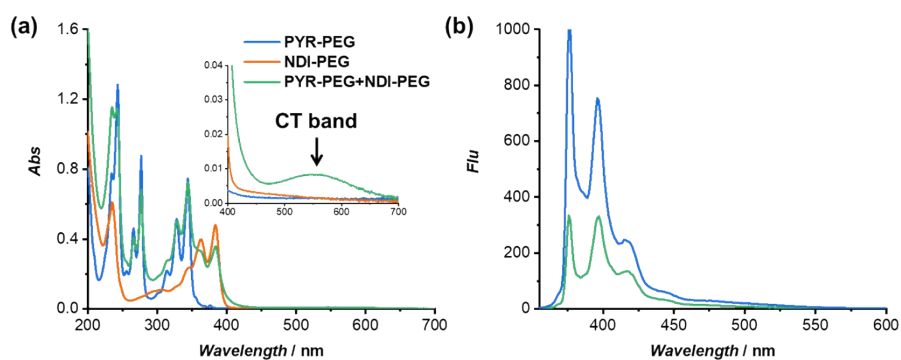 (a)
PYR-PEG
NDI-PEG
PYR-PEG+NDI-PEG
CT band
0.04
0.03
0.02
0.01
0.00
400 500 600 700
1.6
1.2
0.8
0.4
0.0
Abs
200 300 400 500 600 700
Wavelength / nm
(b)
1000
800
600
400
200
0
Flu
400 450 500 550 600
Wavelength / nm